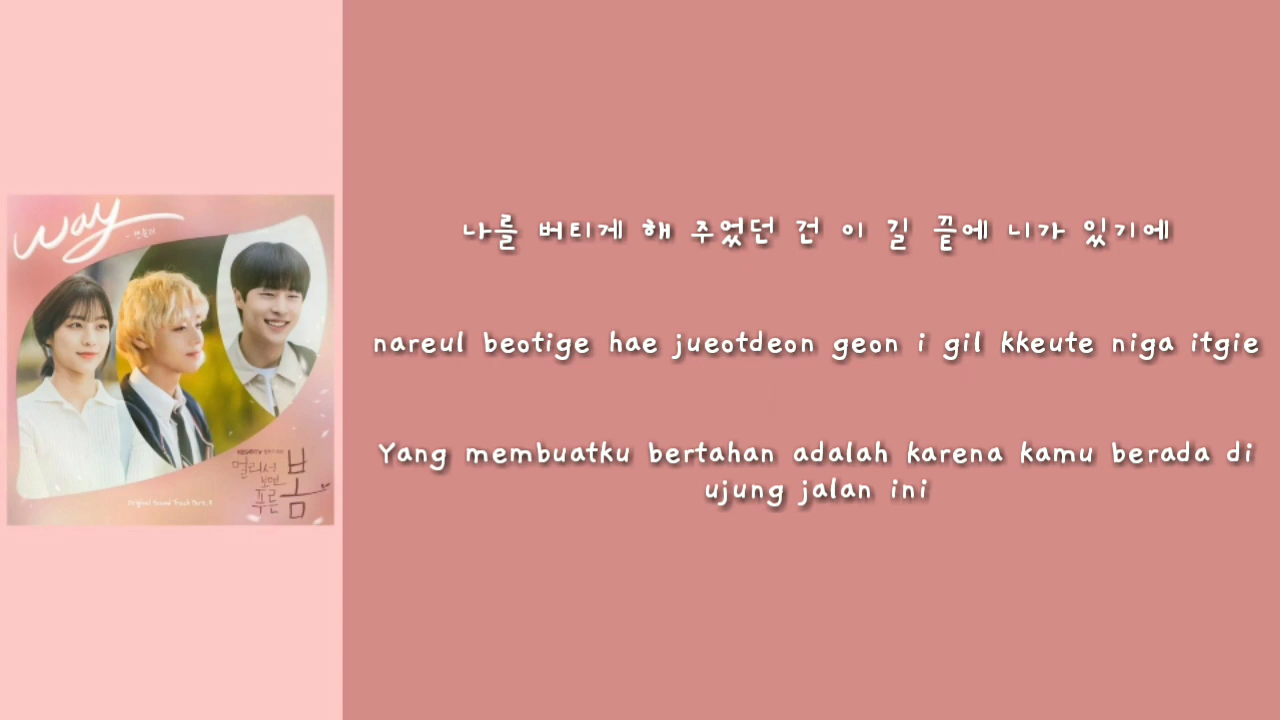 way
나를 버티게 해 주었던 건 이 길 끝에 니가 있기에
nareul beotige hae jueotdeon geon i gil kkeute niga itgie
Yang membuatku bertahan adalah karena kamu berada di
ujung jalan ini
멀리서
보면
푸른
봄
Original Sound Track Part.